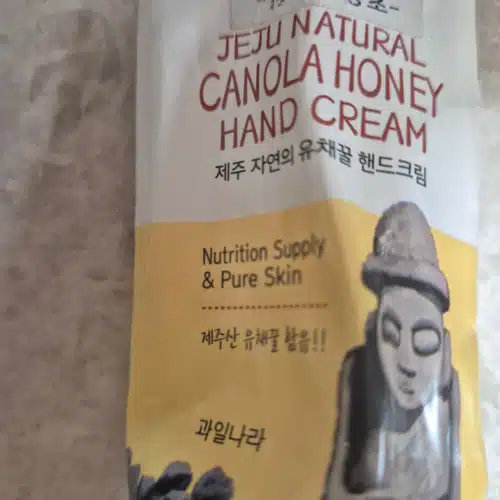 JEJU NATURAL
CANOLA HONEY
HAND CREAM
제주 자연의 유채꿀 핸드크림
Nutrition Supply
& Pure Skin
제주산 유채꿀 함유!!
과일나라